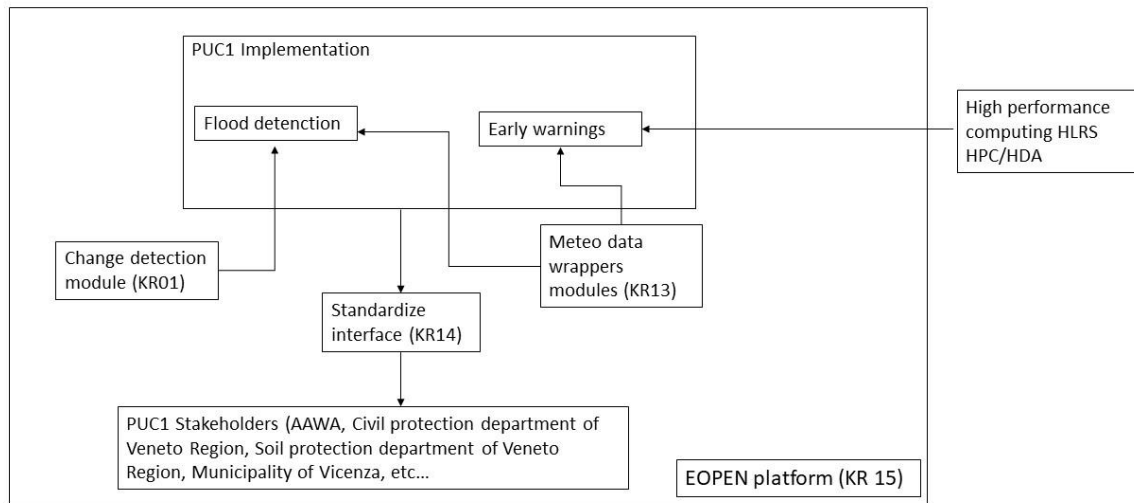 PUC1 Implementation
Flood detenction
Early warnings
High performance
computing HLRS
HPC/HDA
Change detection
module (KR01)
Meteo data
wrappers
modules (KR13)
Standardize
interface (KR14)
PUC1 Stakeholders (AAWA, Civil protection department of
Veneto Region, Soil protection department of Veneto
Region, Municipality of Vicenza, etc...
EOPEN platform (KR 15)